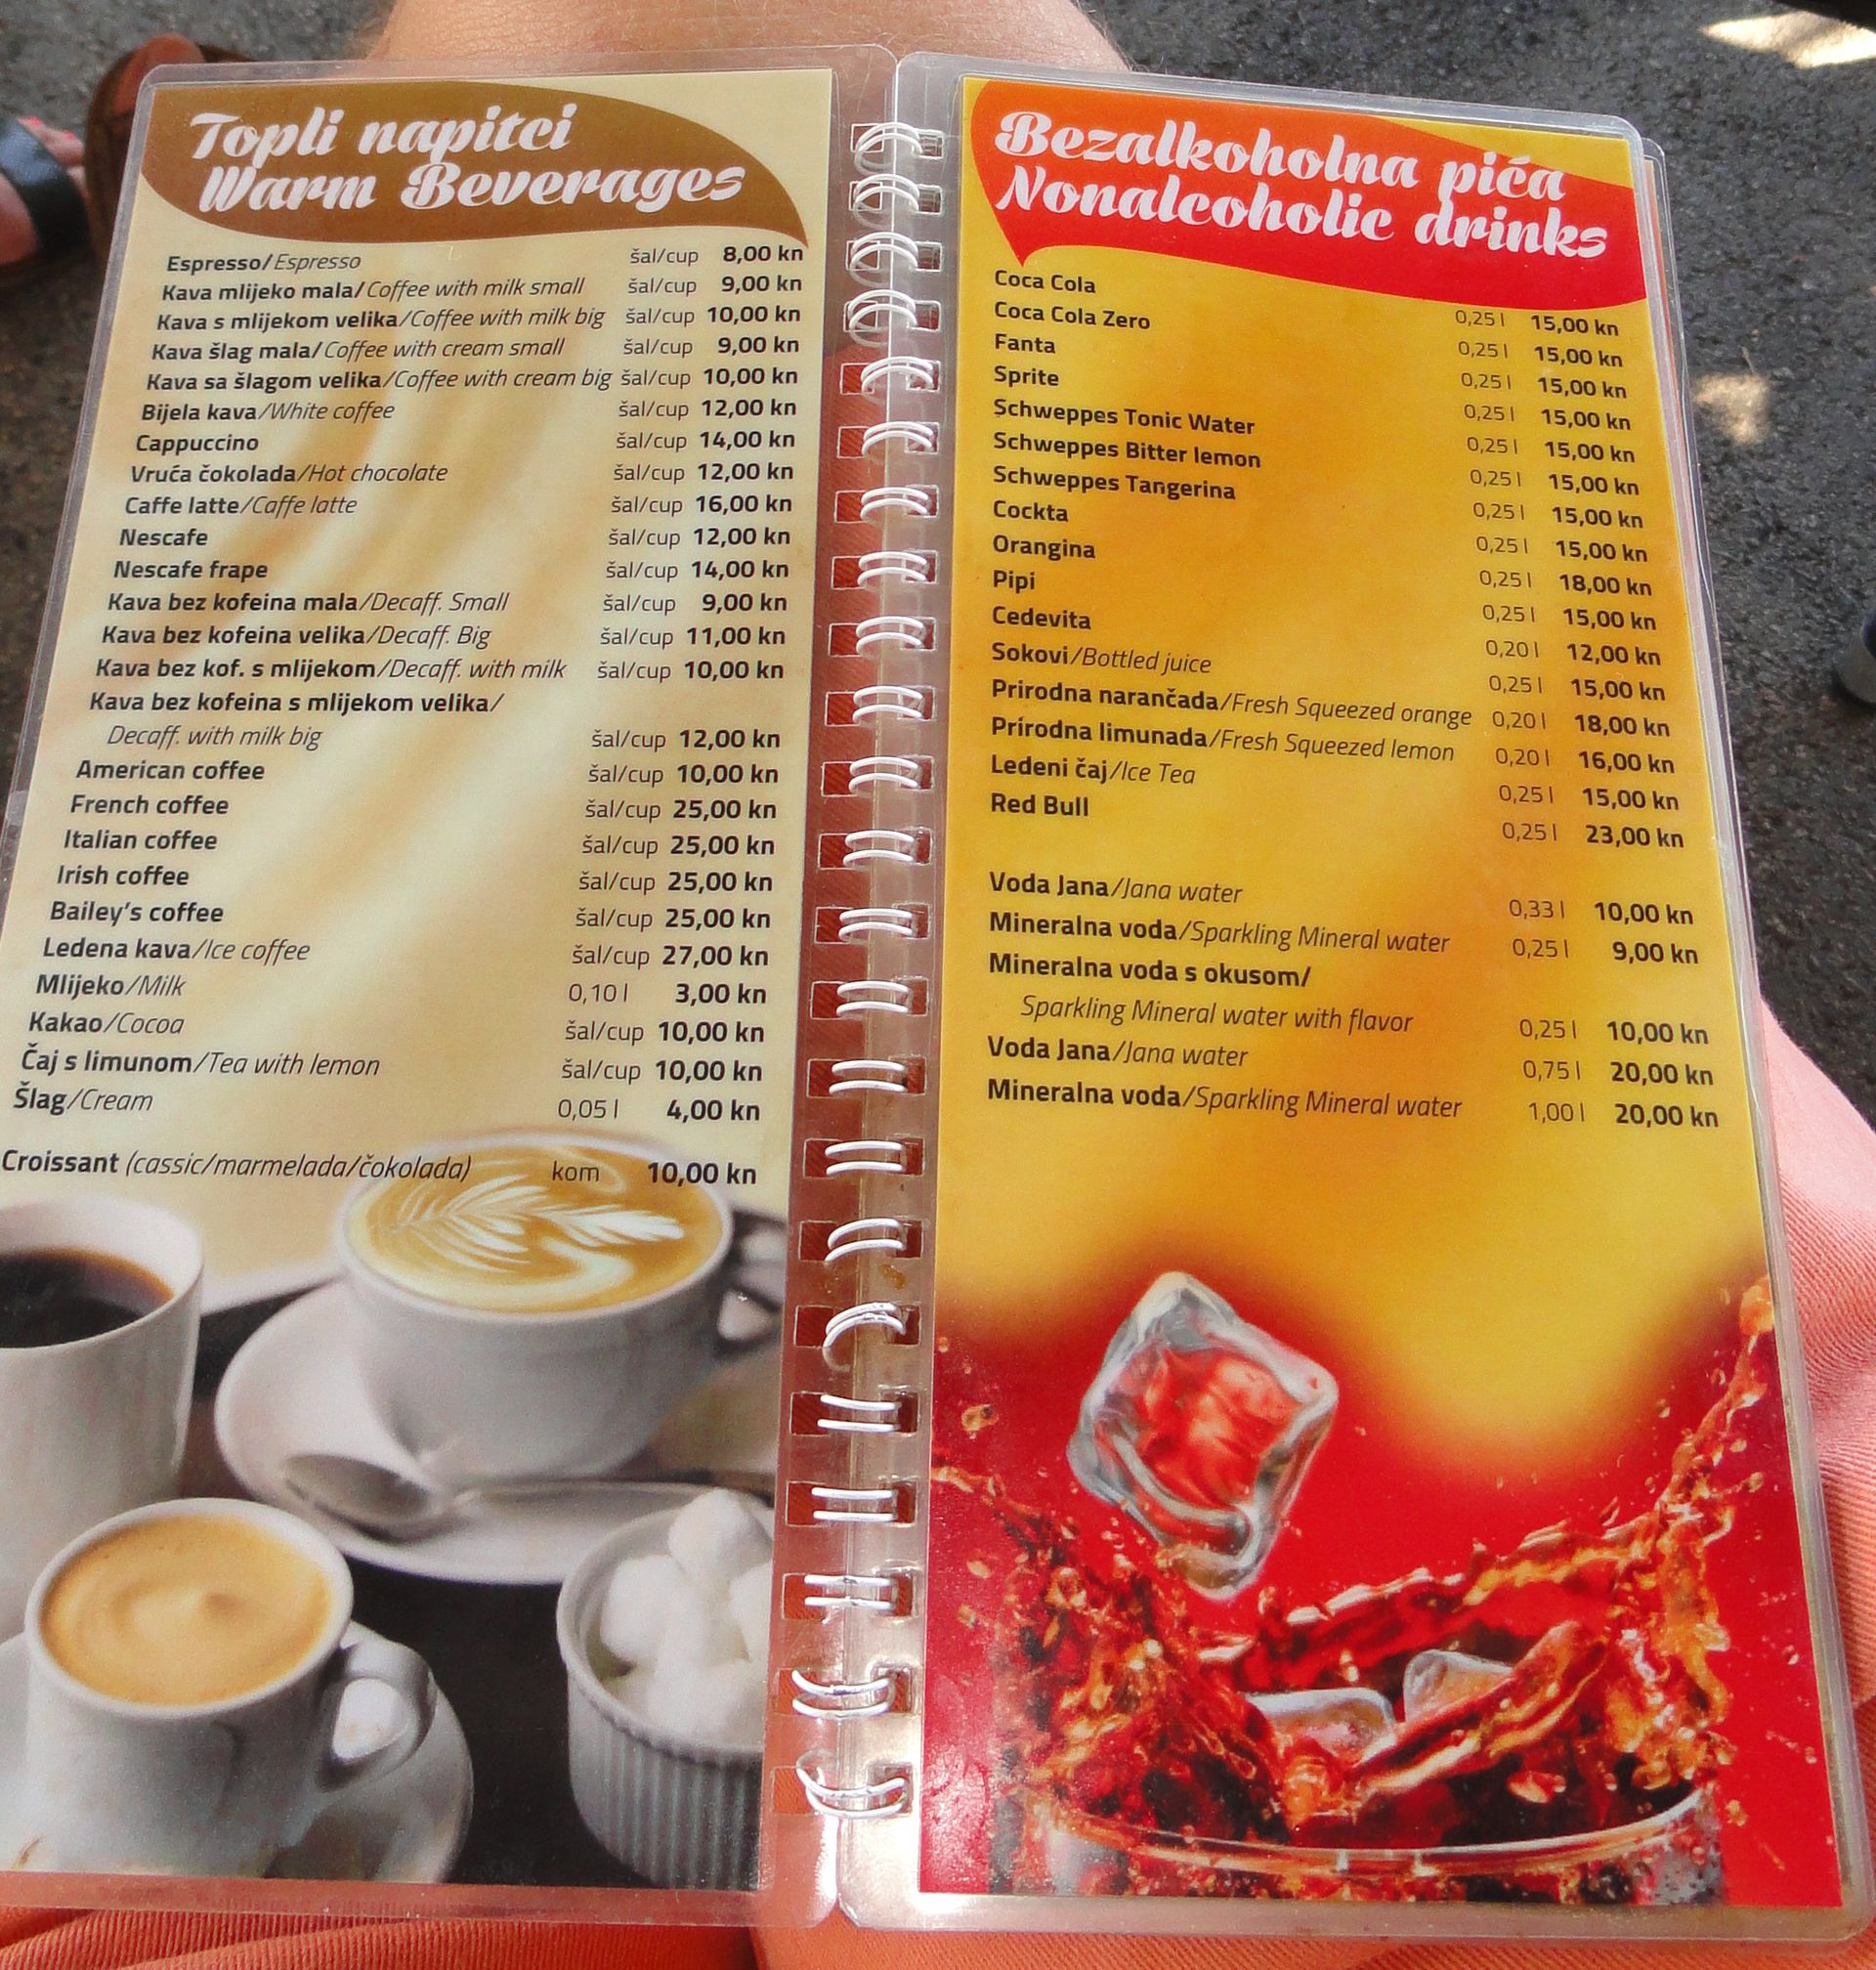 Topli napitci
Warm Beverages
Espresso/Espresso šal/cup 8,00 kn
Kava mlijeko mala/Coffee with milk small šal/cup 9,00 kn
Kava s mlijekom velika/Coffee with milk big šal/cup 10,00 kn
Kava šlag mala/Coffee with cream small šal/cup 9,00 kn
Kava sa šlagom velika/Coffee with cream big šal/cup 10,00 kn
Bijela kava/White coffee šal/cup 12,00 kn
Cappuccino šal/cup 14,00 kn
Vruća čokolada/Hot chocolate šal/cup 12,00 kn
Caffe latte/Caffe latte šal/cup 16,00 kn
Nescafe šal/cup 12,00 kn
Nescafe frape šal/cup 14,00 kn
Kava bez kofeina mala/Decaff. Small šal/cup 9,00 kn
Kava bez kofeina velika/Decaff. Big šal/cup 11,00 kn
Kava bez kof. s mlijekom/Decaff. with milk šal/cup 10,00 kn
Kava bez kofeina s mlijekom velika/
Decaff. with milk big šal/cup 12,00 kn
American coffee šal/cup 10,00 kn
French coffee šal/cup 25,00 kn
Italian coffee šal/cup 25,00 kn
Irish coffee šal/cup 25,00 kn
Bailey's coffee šal/cup 25,00 kn
Ledena kava/Ice coffee šal/cup 27,00 kn
Mlijeko/Milk 0,10 l 3,00 kn
Kakao/Cocoa šal/cup 10,00 kn
Čaj s limunom/Tea with lemon šal/cup 10,00 kn
Šlag/Cream 0,05 l 4,00 kn
Croissant (cassic/marmelada/čokolada) kom 10,00 kn
Bezalkoholna pića
Nonalcoholic drinks
Coca Cola 0,25 l 15,00 kn
Coca Cola Zero 0,25 l 15,00 kn
Fanta 0,25 l 15,00 kn
Sprite 0,25 l 15,00 kn
Schweppes Tonic Water 0,25 l 15,00 kn
Schweppes Bitter lemon 0,25 l 15,00 kn
Schweppes Tangerina 0,25 l 15,00 kn
Cockta 0,25 l 15,00 kn
Orangina 0,25 l 18,00 kn
Pipi 0,25 l 15,00 kn
Cedevita 0,20 l 12,00 kn
Sokovi/Bottled juice 0,25 l 15,00 kn
Prirodna narančada/Fresh Squeezed orange 0,20 l 18,00 kn
Prirodna limunada/Fresh Squeezed lemon 0,20 l 16,00 kn
Ledeni čaj/Ice Tea 0,25 l 15,00 kn
Red Bull 0,25 l 23,00 kn
Voda Jana/Jana water 0,33 l 10,00 kn
Mineralna voda/Sparkling Mineral water 0,25 l 9,00 kn
Mineralna voda s okusom/
Sparkling Mineral water with flavor 0,25 l 10,00 kn
Voda Jana/Jana water 0,75 l 20,00 kn
Mineralna voda/Sparkling Mineral water 1,00 l 20,00 kn